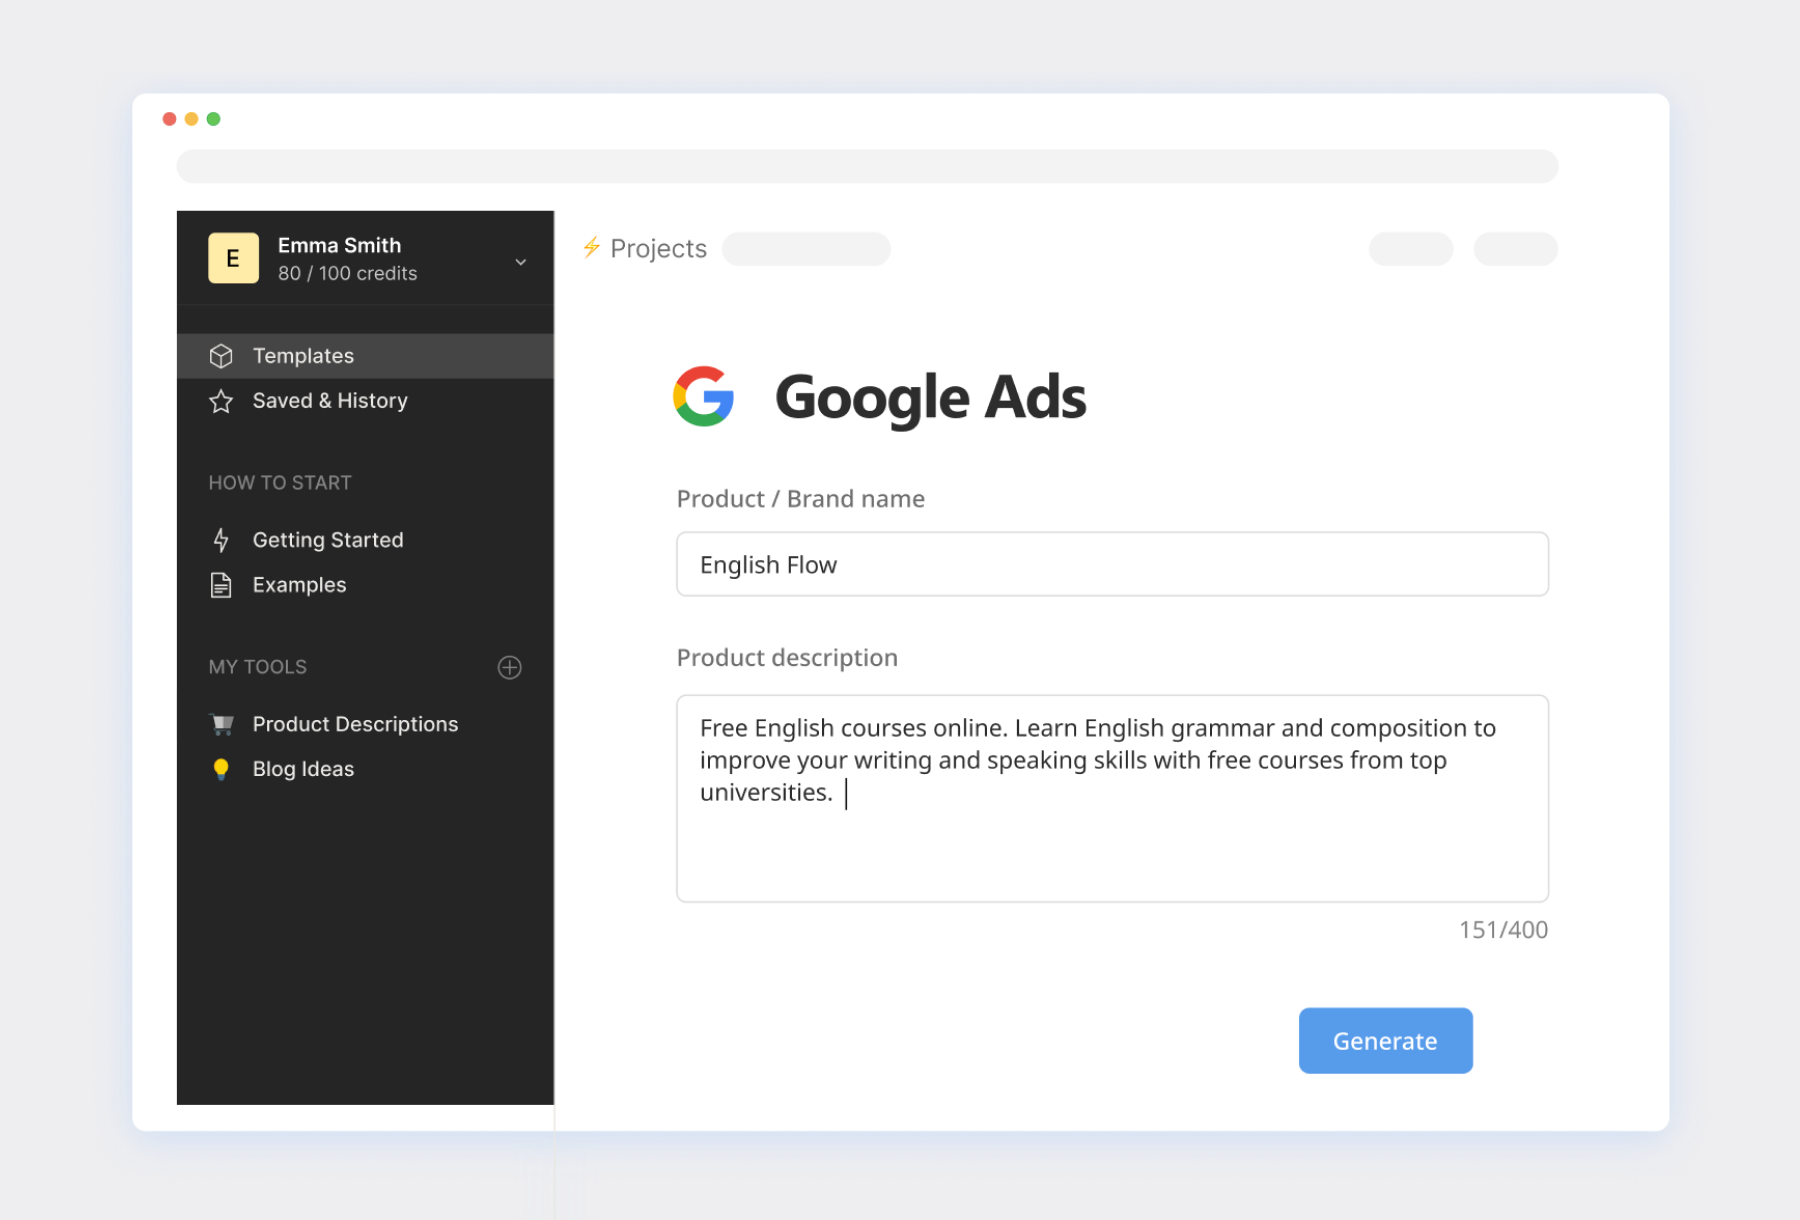 E
Emma Smith
80 / 100 credits
Templates
Saved & History
HOW TO START
Getting Started
Examples
MY TOOLS
Product Descriptions
Blog Ideas
Projects
Google Ads
Product / Brand name
English Flow
Product description
Free English courses online. Learn English grammar and composition to
improve your writing and speaking skills with free courses from top
universities.
151/400
Generate